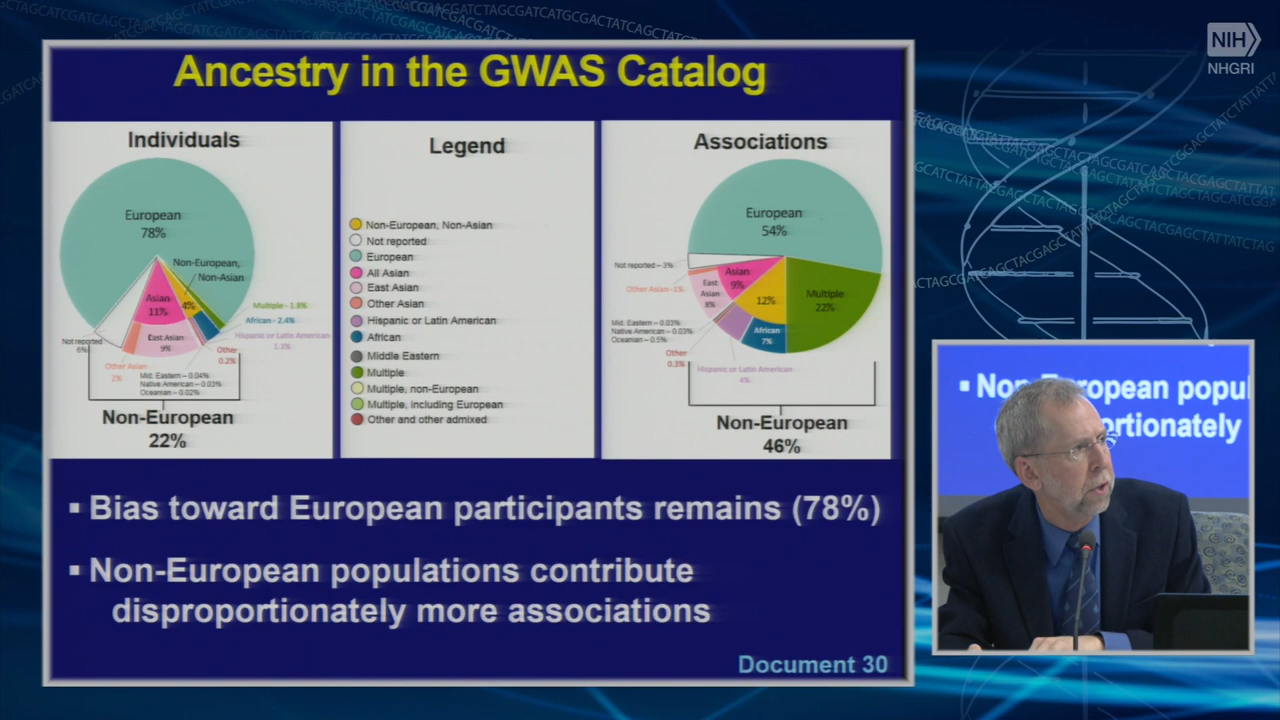 NIH
NHGRI
Ancestry in the GWAS Catalog
Individuals
European
78%
Non-European,
Non-Asian
Asian
11%
4%
Multiple - 1.8%
African - 2.4%
Hispanic or Latin American
1.3%
Not reported
6%
East Asian
9%
Other
0.2%
Other Asian
2%
Mid. Eastern – 0.04%
Native American – 0.03%
Oceanian – 0.02%
Non-European
22%
Legend
Non-European, Non-Asian
Not reported
European
All Asian
East Asian
Other Asian
Hispanic or Latin American
African
Middle Eastern
Multiple
Multiple, non-European
Multiple, including European
Other and other admixed
Associations
European
54%
Not reported – 3%
Asian
9%
Other Asian -1%
East
Asian
8%
12%
Multiple
22%
Mid. Eastern – 0.03%
Native American – 0.03%
Oceanian – 0.5%
African
7%
Other
0.3%
Hispanic or Latin American
4%
Non-European
46%
▪ Bias toward European participants remains (78%)
▪ Non-European populations contribute
disproportionately more associations
Document 30
▪ Non-European popul
ortionately